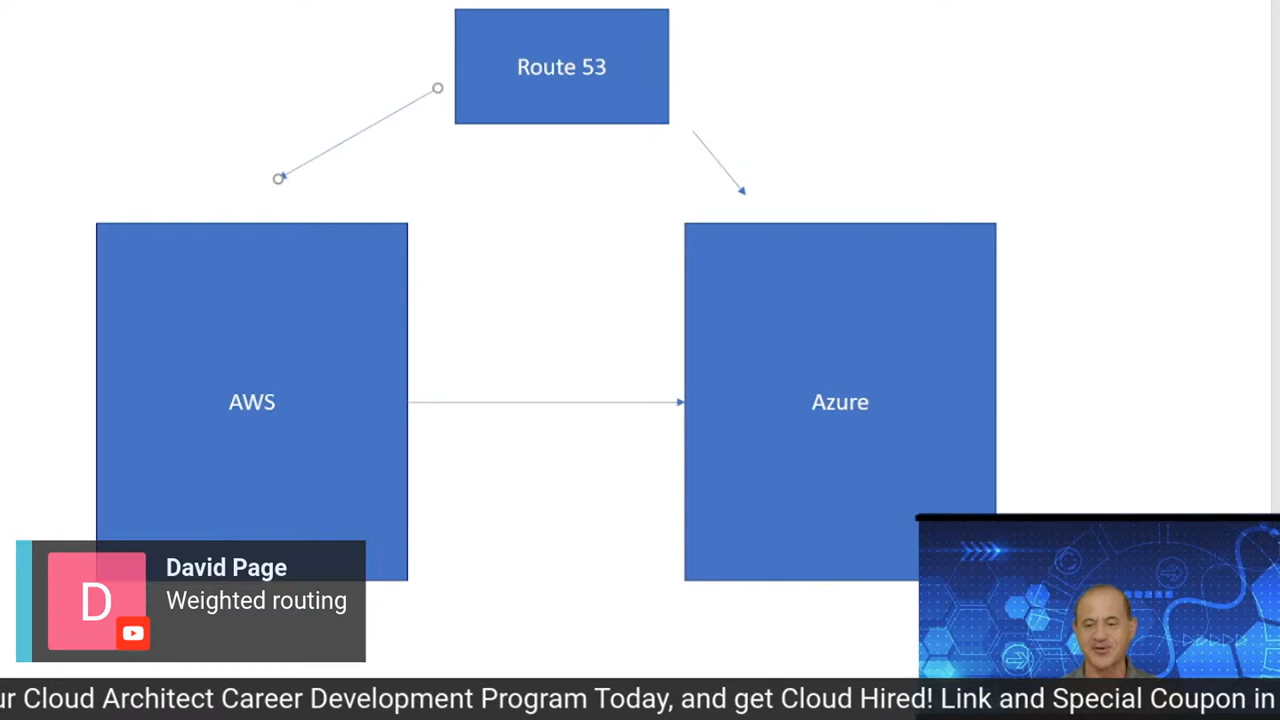 Route 53
AWS
Azure
D
David Page
Weighted routing
ur Cloud Architect Career Development Program Today, and get Cloud Hired! Link and Special Coupon in